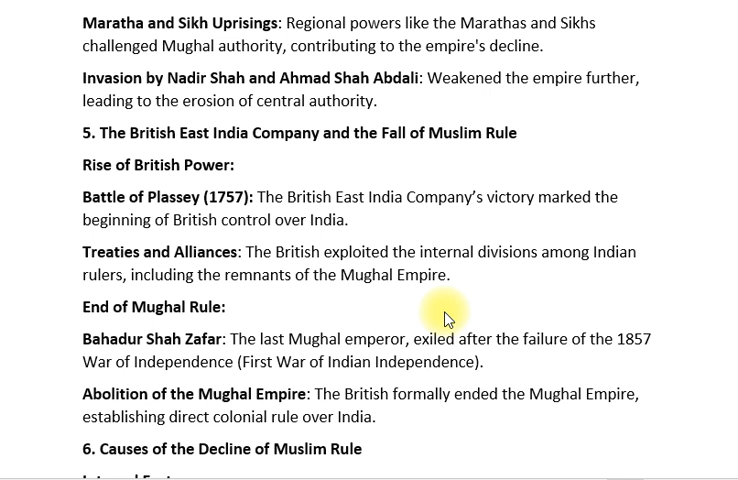 Maratha and Sikh Uprisings: Regional powers like the Marathas and Sikhs
challenged Mughal authority, contributing to the empire's decline.
Invasion by Nadir Shah and Ahmad Shah Abdali: Weakened the empire further,
leading to the erosion of central authority.
5. The British East India Company and the Fall of Muslim Rule
Rise of British Power:
Battle of Plassey (1757): The British East India Company’s victory marked the
beginning of British control over India.
Treaties and Alliances: The British exploited the internal divisions among Indian
rulers, including the remnants of the Mughal Empire.
End of Mughal Rule:
Bahadur Shah Zafar: The last Mughal emperor, exiled after the failure of the 1857
War of Independence (First War of Indian Independence).
Abolition of the Mughal Empire: The British formally ended the Mughal Empire,
establishing direct colonial rule over India.
6. Causes of the Decline of Muslim Rule